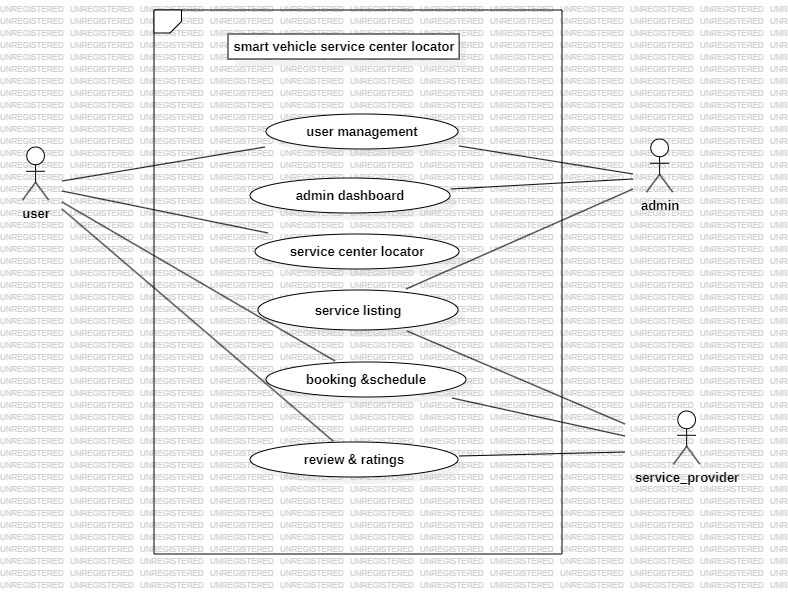 smart vehicle service center locator
user management
admin dashboard
service center locator
service listing
booking &schedule
review & ratings
user
admin
service_provider
UNREGISTERED